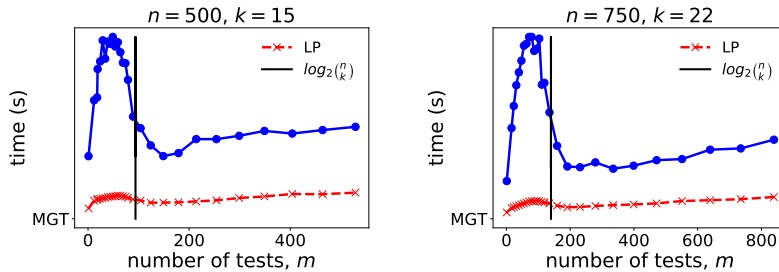 n = 500, k = 15
time (s)
MGT
LP
log₂(n k)
0 200 400
number of tests, m
n = 750, k = 22
time (s)
MGT
LP
log₂(n k)
0 200 400 600 800
number of tests, m